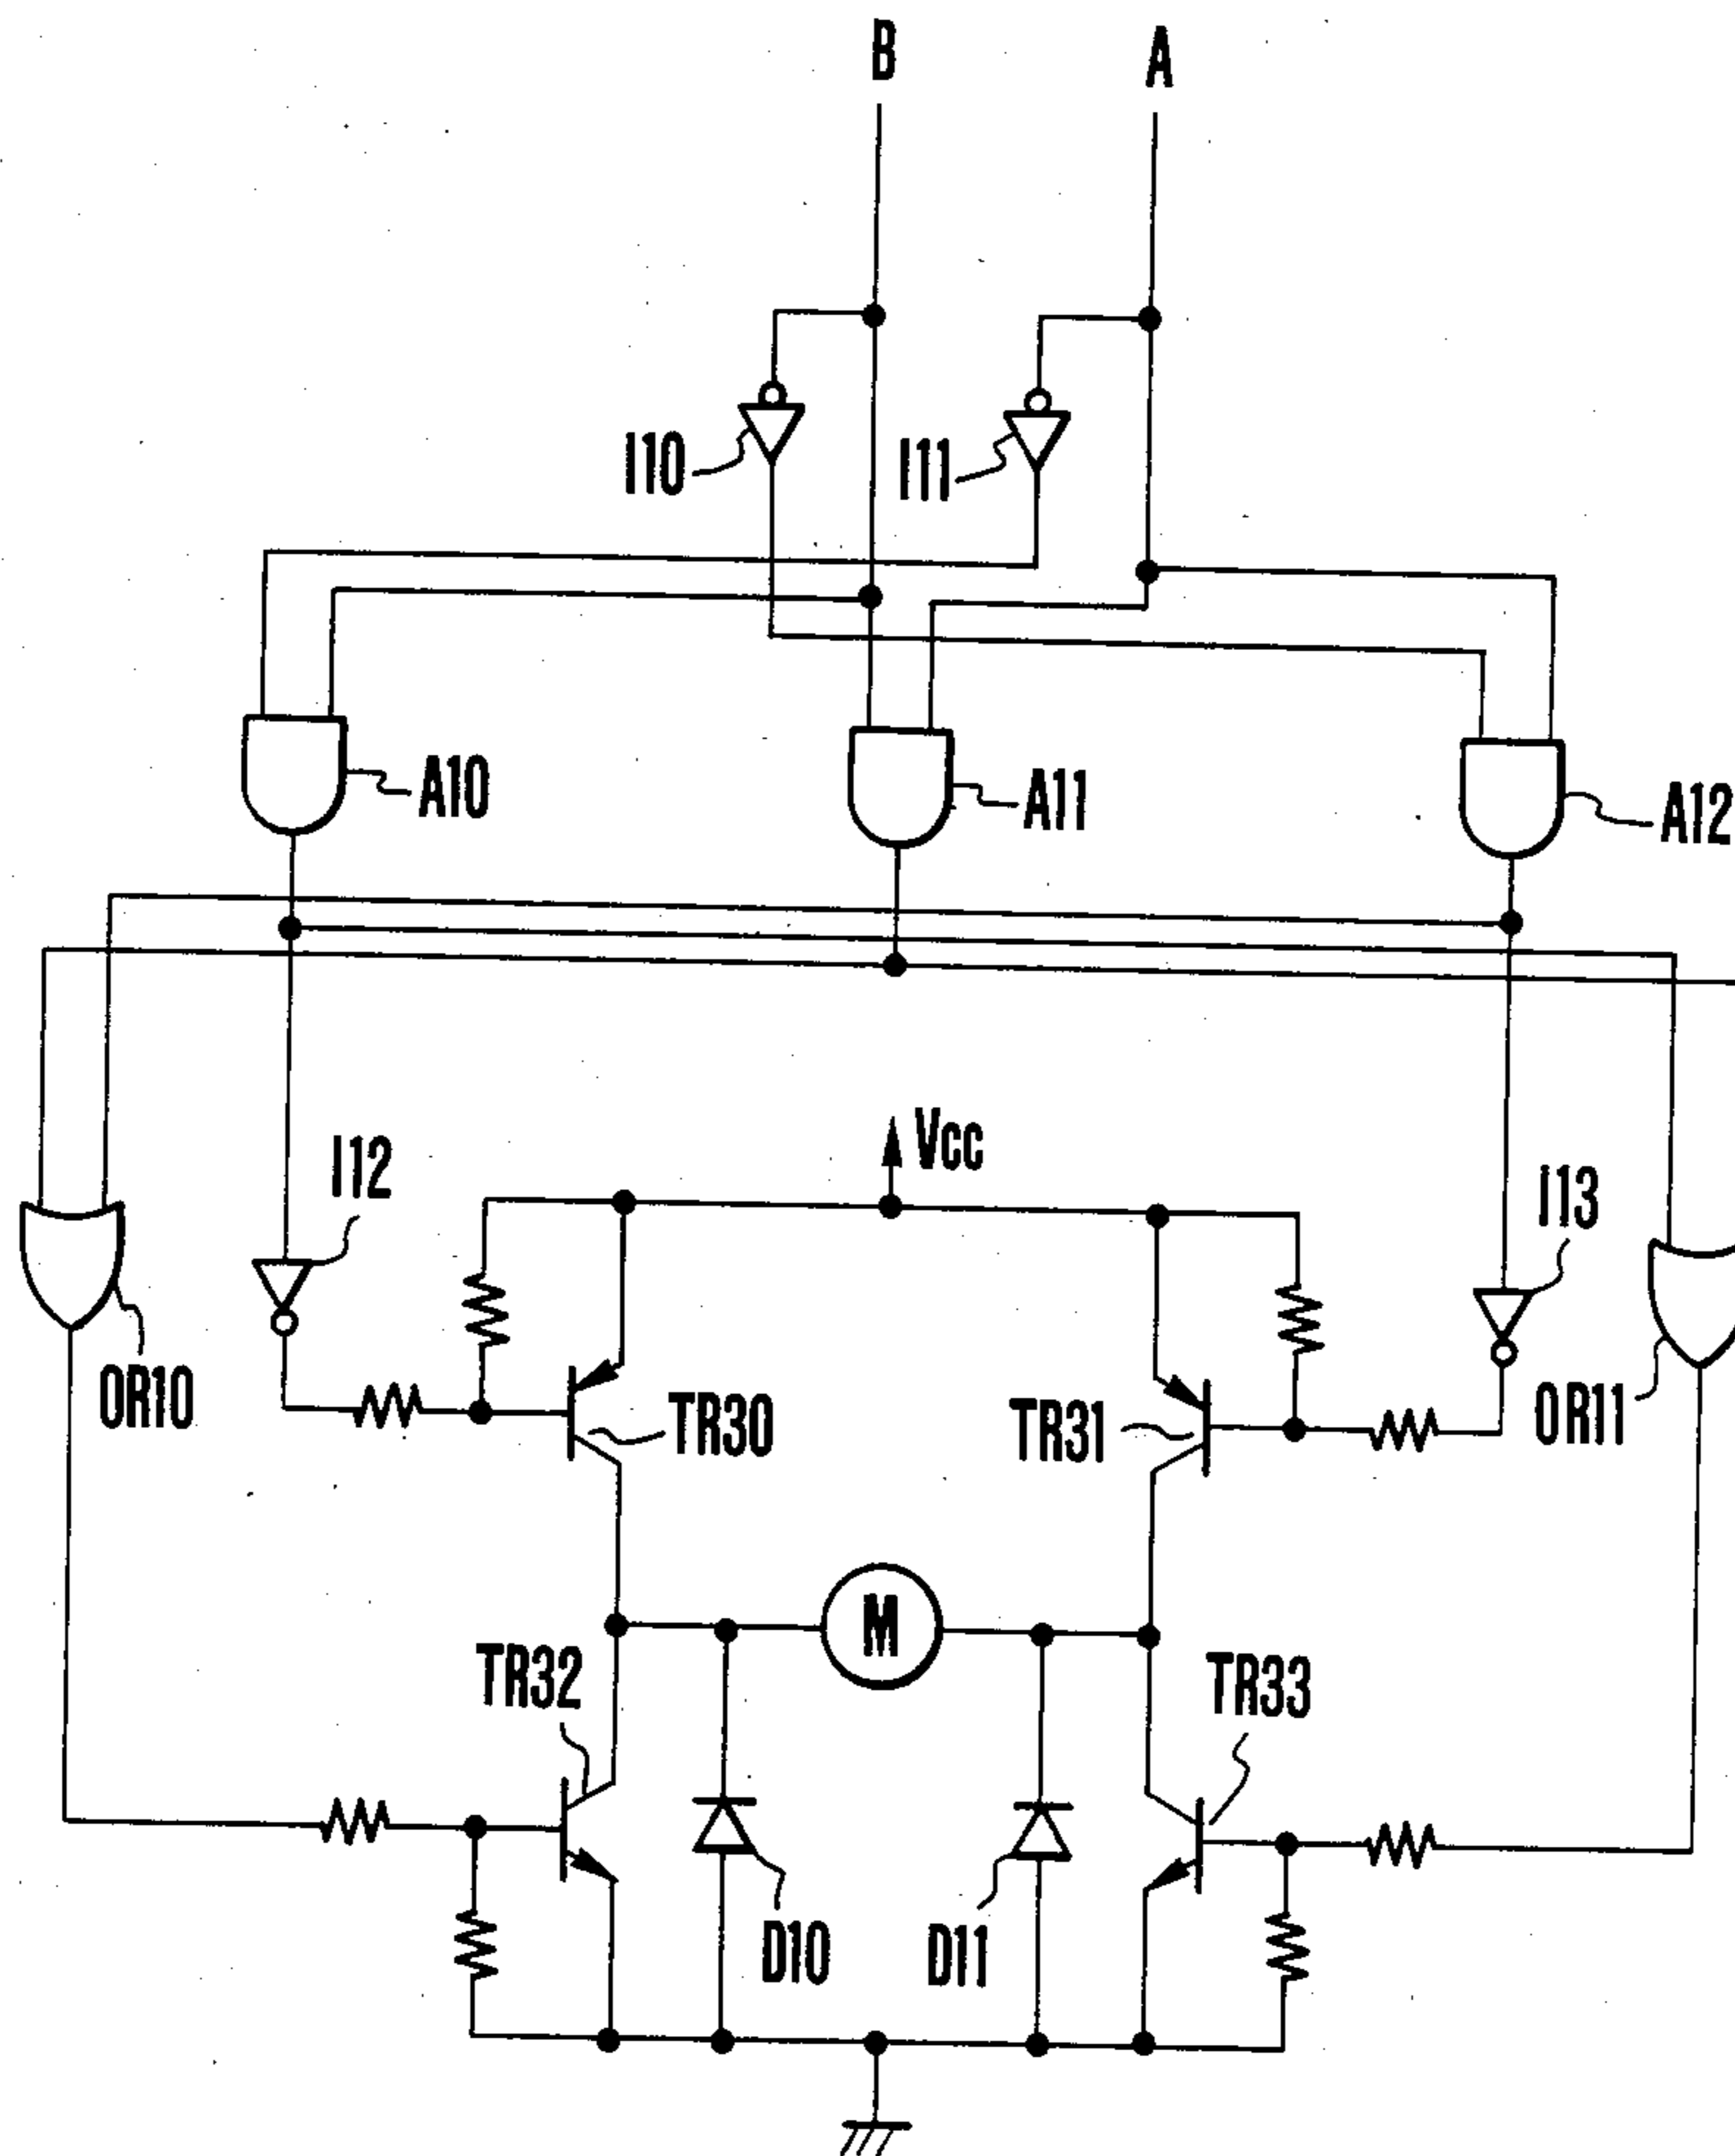 B
A
I10
I11
A10
A11
A12
Vcc
I12
I13
OR10
TR30
TR31
OR11
M
TR32
TR33
D10
D11